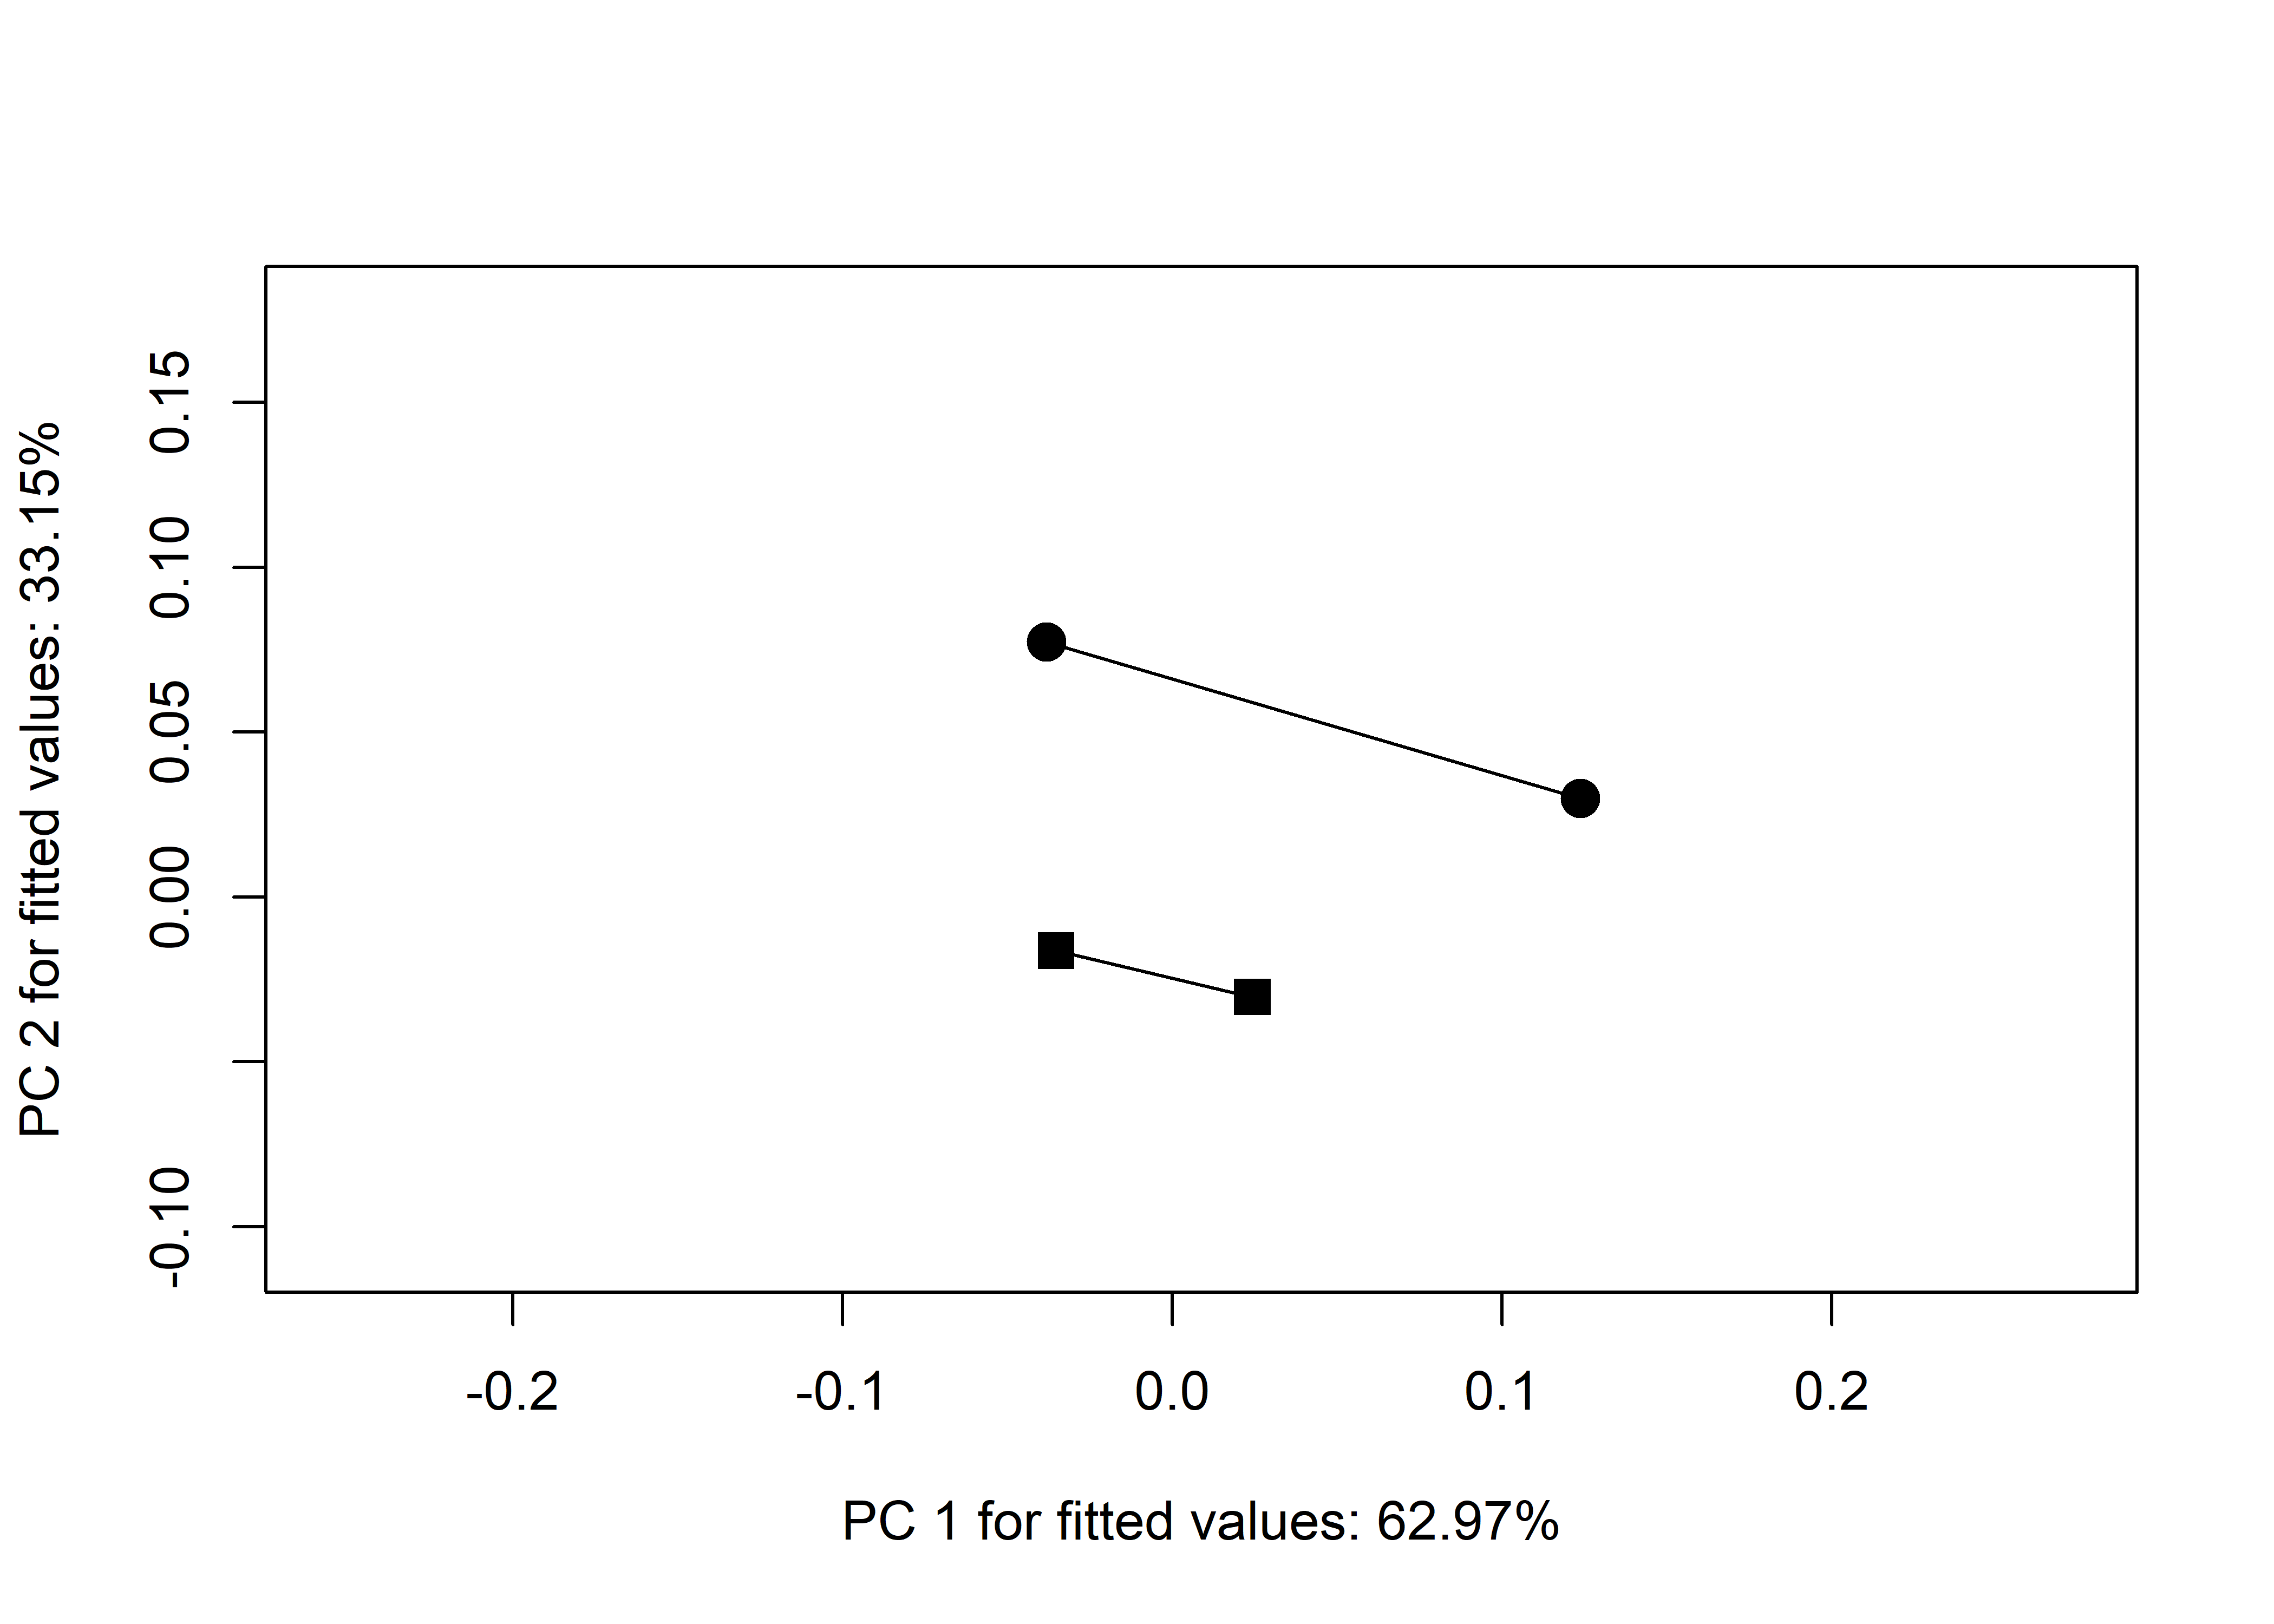 PC 2 for fitted values: 33.15%
0.15
0.10
0.05
0.00
-0.10
-0.2 -0.1 0.0 0.1 0.2
PC 1 for fitted values: 62.97%